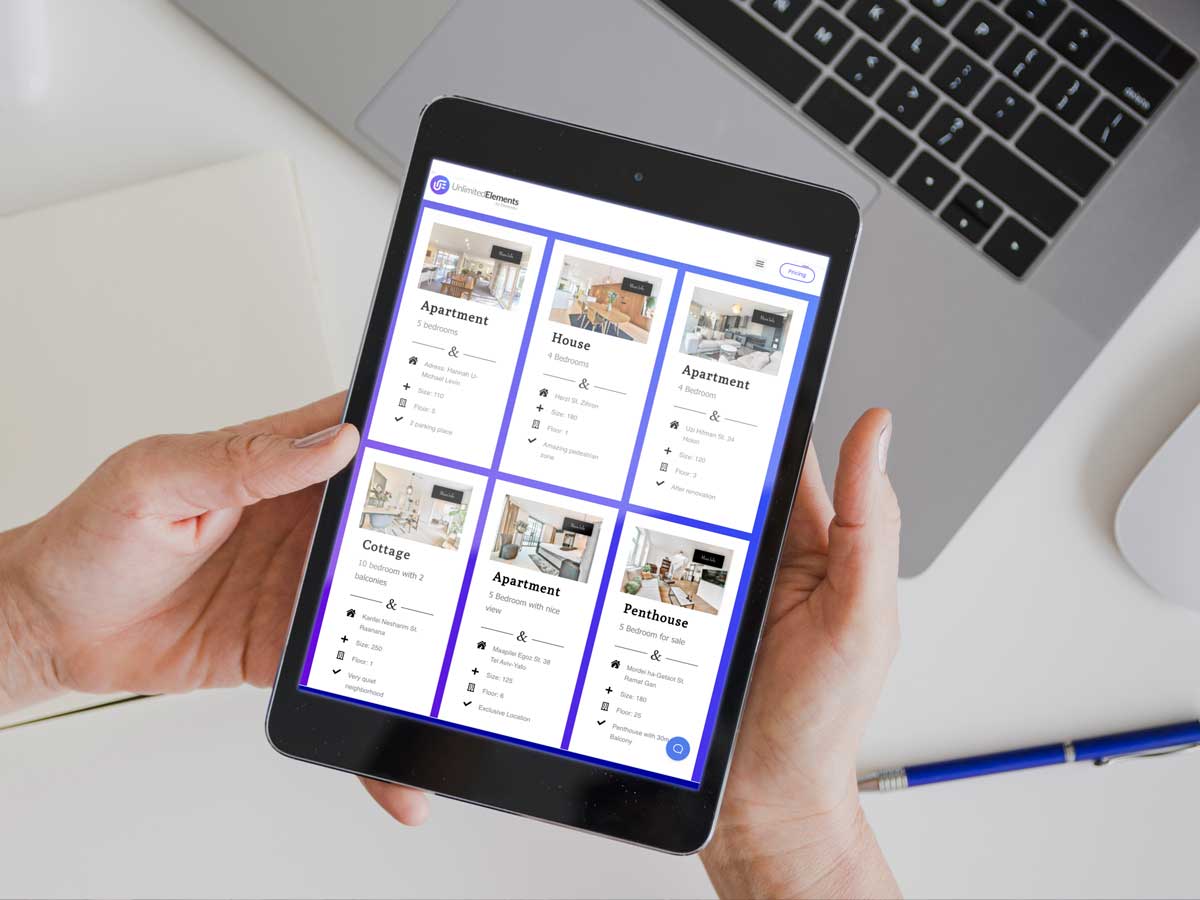 UnlimitedElements
Pricing
Apartment
5 bedrooms
&
Adress: Hannah U-
Michael Levin
Size: 110
Floor: 5
3 parking place
House
4 Bedrooms
&
Herzl St. Zihron
Size: 180
Floor: 1
Amazing pedestrian
zone
Apartment
4 Bedroom
&
Uzi Hitman St. 24
Holon
Size: 120
Floor: 3
After renovation
Cottage
10 bedroom with 2
balconies
&
Kanfei Nesharim St.
Raanana
Size: 250
Floor: 1
Very quiet
neighborhood
Apartment
5 Bedroom with nice
view
&
Maapilei Egoz St. 38
Tel Aviv-Yafo
Size: 125
Floor: 6
Exclusive Location
Penthouse
5 Bedroom for sale
&
Mordei ha-Getaot St.
Ramat Gan
Size: 180
Floor: 25
Penthouse with 30m
Balcony
K
M
L
P
delete